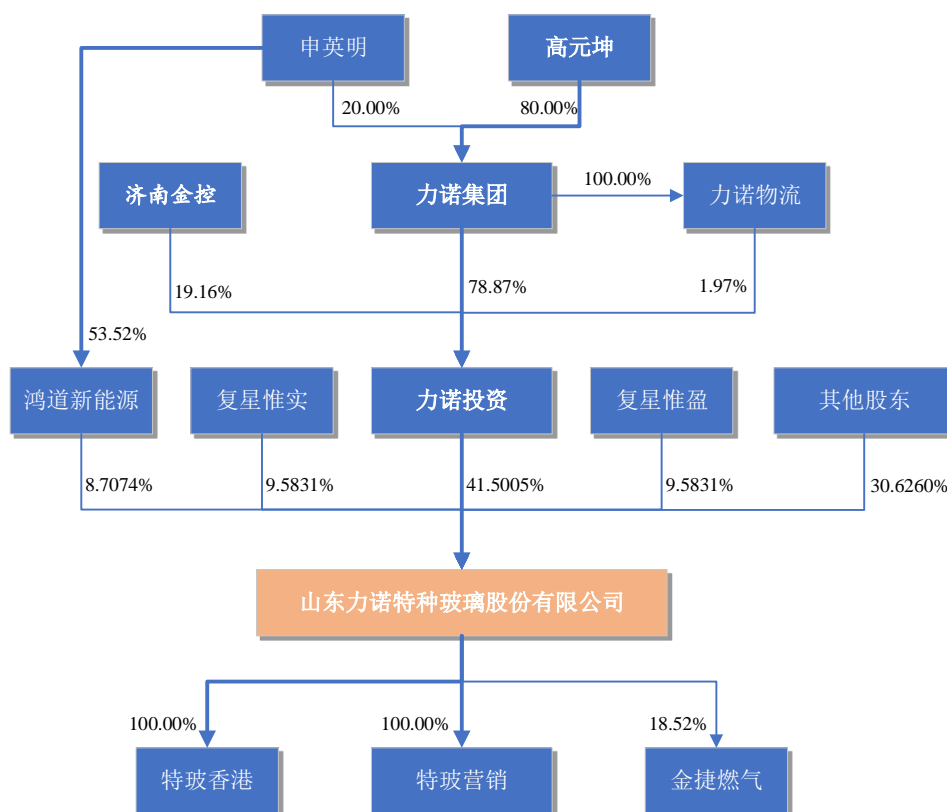 申英明
高元坤
20.00%
80.00%
济南金控
力诺集团
100.00%
力诺物流
19.16%
78.87%
1.97%
53.52%
鸿道新能源
复星惟实
力诺投资
复星惟盈
其他股东
8.7074%
9.5831%
41.5005%
9.5831%
30.6260%
山东力诺特种玻璃股份有限公司
100.00%
100.00%
18.52%
特玻香港
特玻营销
金捷燃气